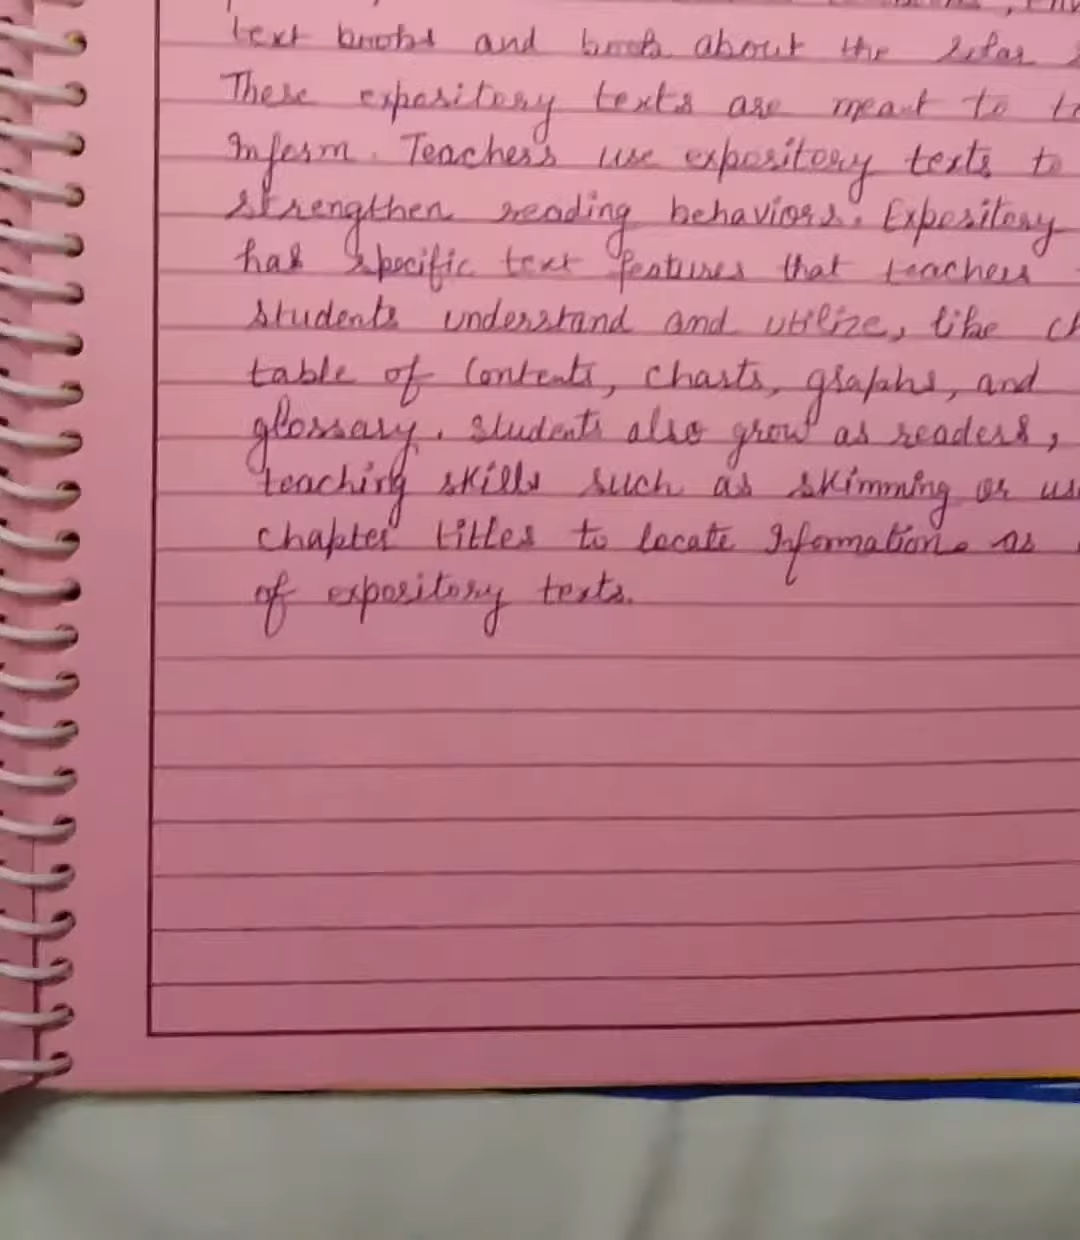 text books and book about the solar
These expository texts are meant to
Inform. Teachers use expository texts to
strengthen reading behaviors. Expository
has specific text features that teachers
students understand and utilize, like
table of Contents, charts, graphs, and
glossary. Students also grow as readers,
teaching skills such as skimming or
chapter titles to locate Information. as
of expository texts.